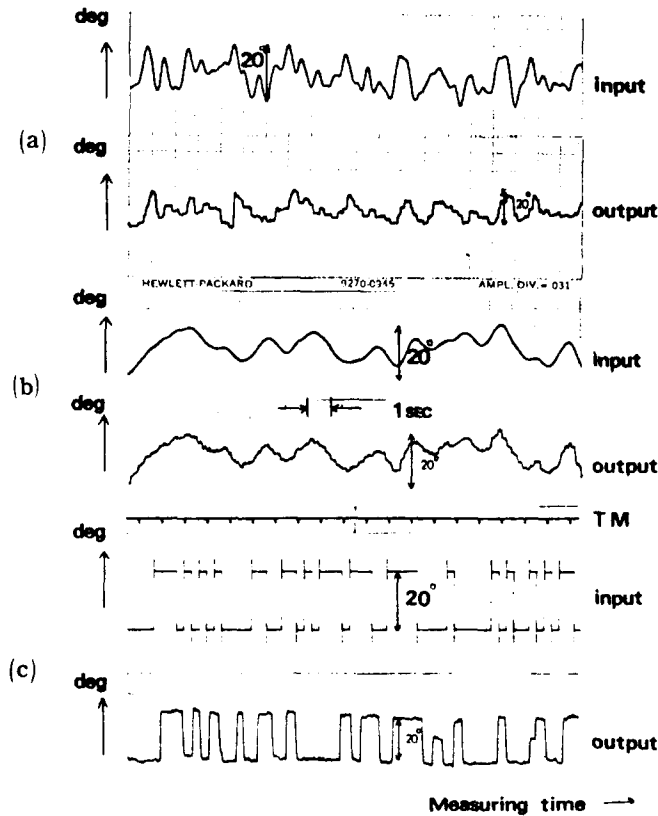 deg
20°
input
(a)
deg
20°
output
HEWLETT-PACKARD 9270-0945 AMPL. DIV. = 031
deg
20°
input
(b)
1 SEC
deg
20°
output
TM
deg
20°
input
(c)
deg
20°
output
Measuring time